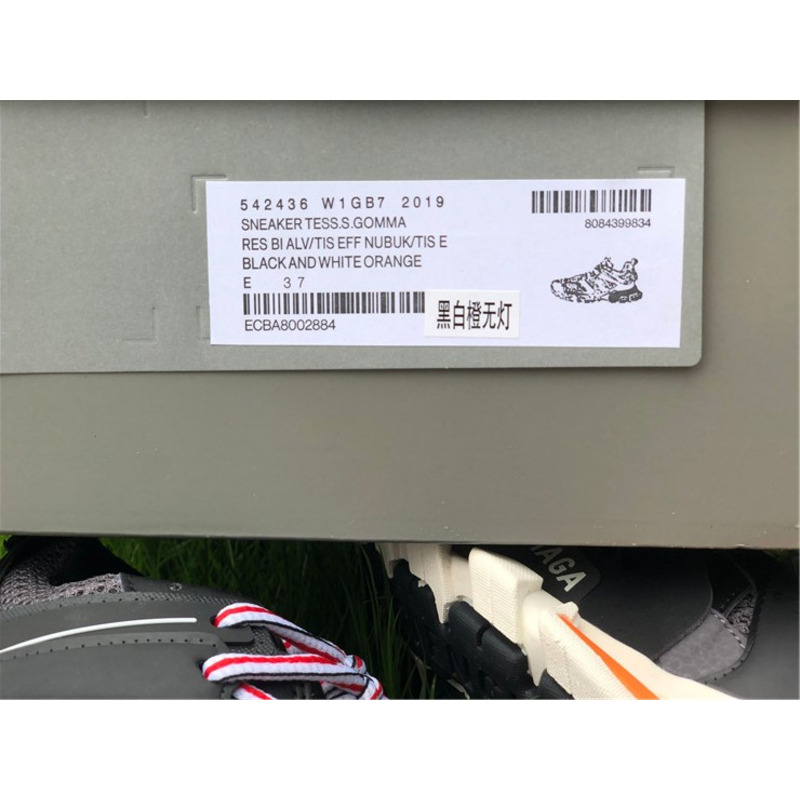 542436 W1GB7 2019
SNEAKER TESS.S.GOMMA
RES BI ALV/TIS EFF NUBUK/TIS E
BLACK AND WHITE ORANGE
E 37
ECBA8002884
黑白橙无灯
8084399834
AGA